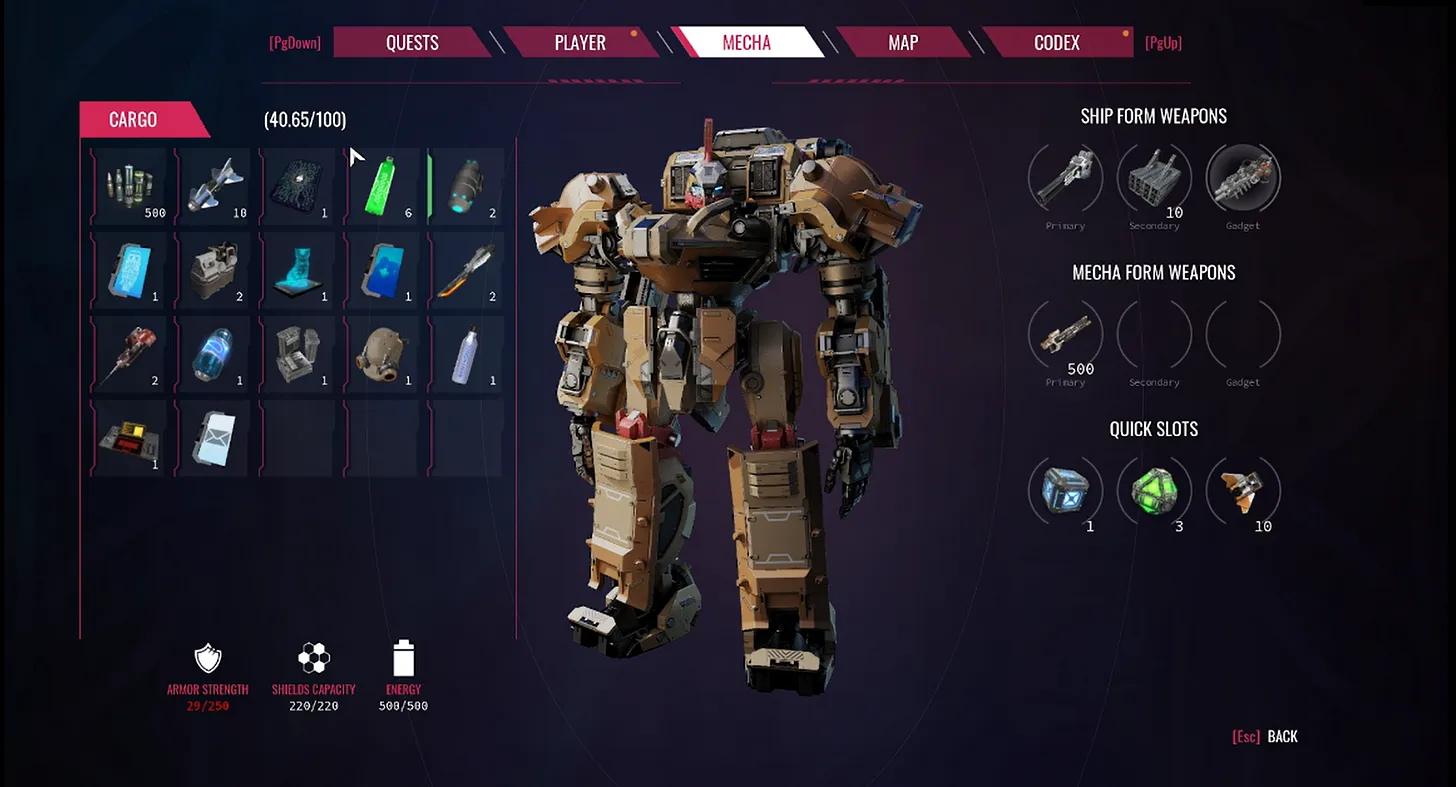 [PgDown] QUESTS PLAYER MECHA MAP CODEX [PgUp]
CARGO (40.65/100)
500 10 1 6 2
1 2 1 1 2
2 1 1 1 1
1
ARMOR STRENGTH
29/250
SHIELDS CAPACITY
220/220
ENERGY
500/500
SHIP FORM WEAPONS
10
Primary Secondary Gadget
MECHA FORM WEAPONS
500
Primary Secondary Gadget
QUICK SLOTS
1 3 10
[Esc] BACK